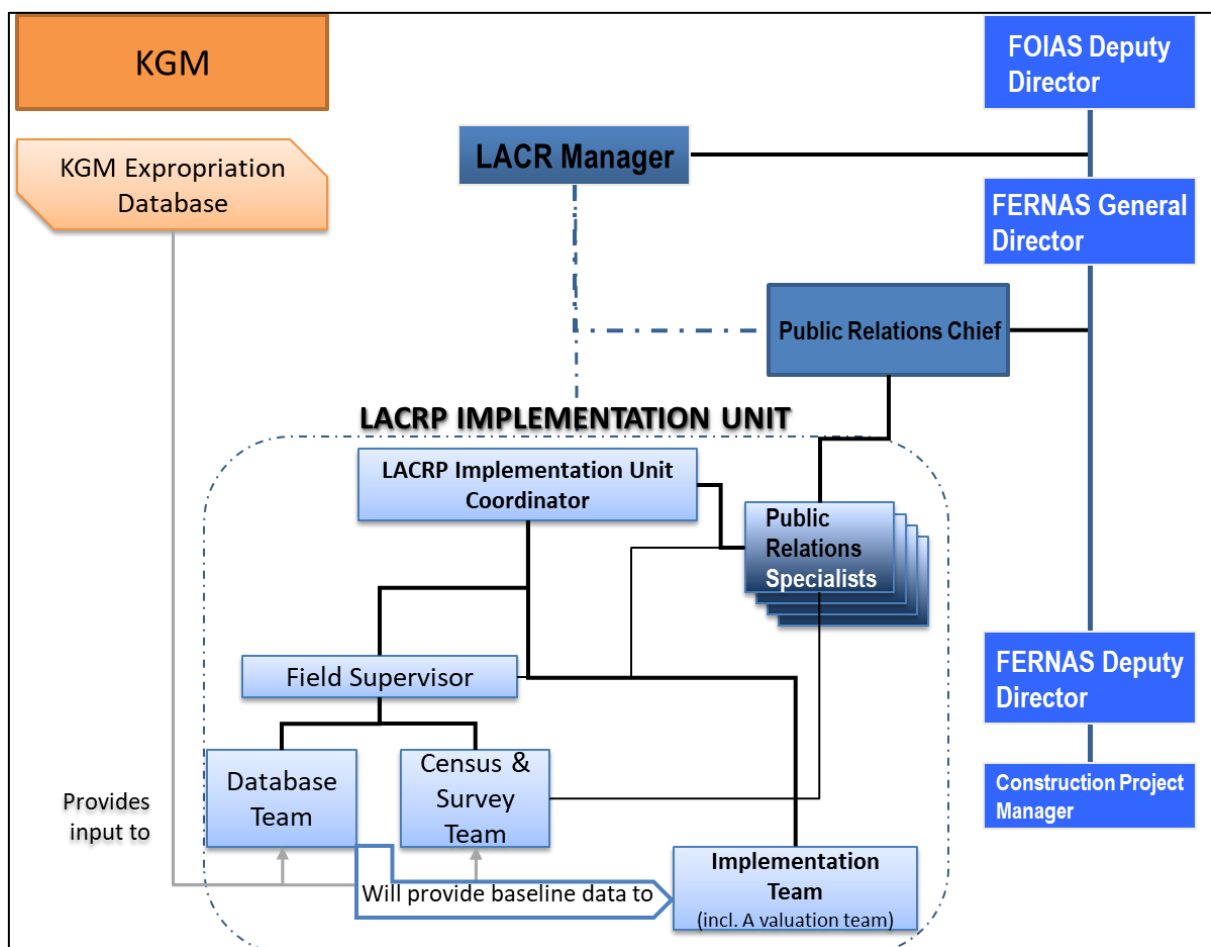 KGM
FOIAS Deputy
Director
KGM Expropriation
Database
LACR Manager
FERNAS General
Director
Public Relations Chief
LACRP IMPLEMENTATION UNIT
LACRP Implementation Unit
Coordinator
Public
Relations
Specialists
Field Supervisor
FERNAS Deputy
Director
Database
Team
Census &
Survey
Team
Construction Project
Manager
Provides
input to
Will provide baseline data to
Implementation
Team
(incl. A valuation team)